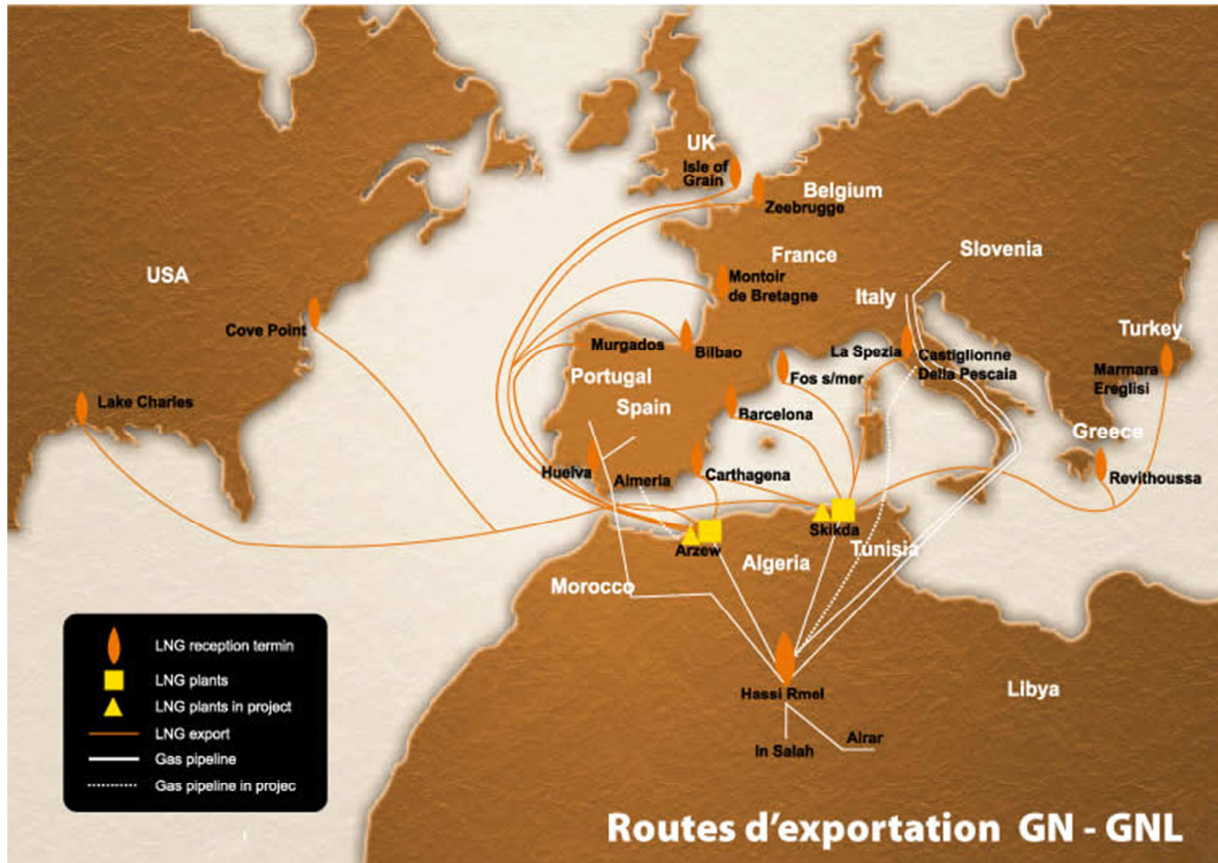 UK
Isle of
Grain
Belgium
Zeebrugge
Slovenia
France
USA
Montoir
de Bretagne
Italy
Cove Point
Turkey
Murgados
Bilbao
La Spezia
Castiglionne
Della Pescaia
Marmara
Ereglisi
Portugal
Fos s/mer
Lake Charles
Spain
Barcelona
Greece
Huelva
Almeria
Carthagena
Revithoussa
Skikda
Arzew
Algeria
Tunisia
Morocco
LNG reception termin
LNG plants
LNG plants in project
LNG export
Gas pipeline
Gas pipeline in projec
Hassi Rmel
Libya
In Salah
Alrar
Routes d'exportation GN - GNL